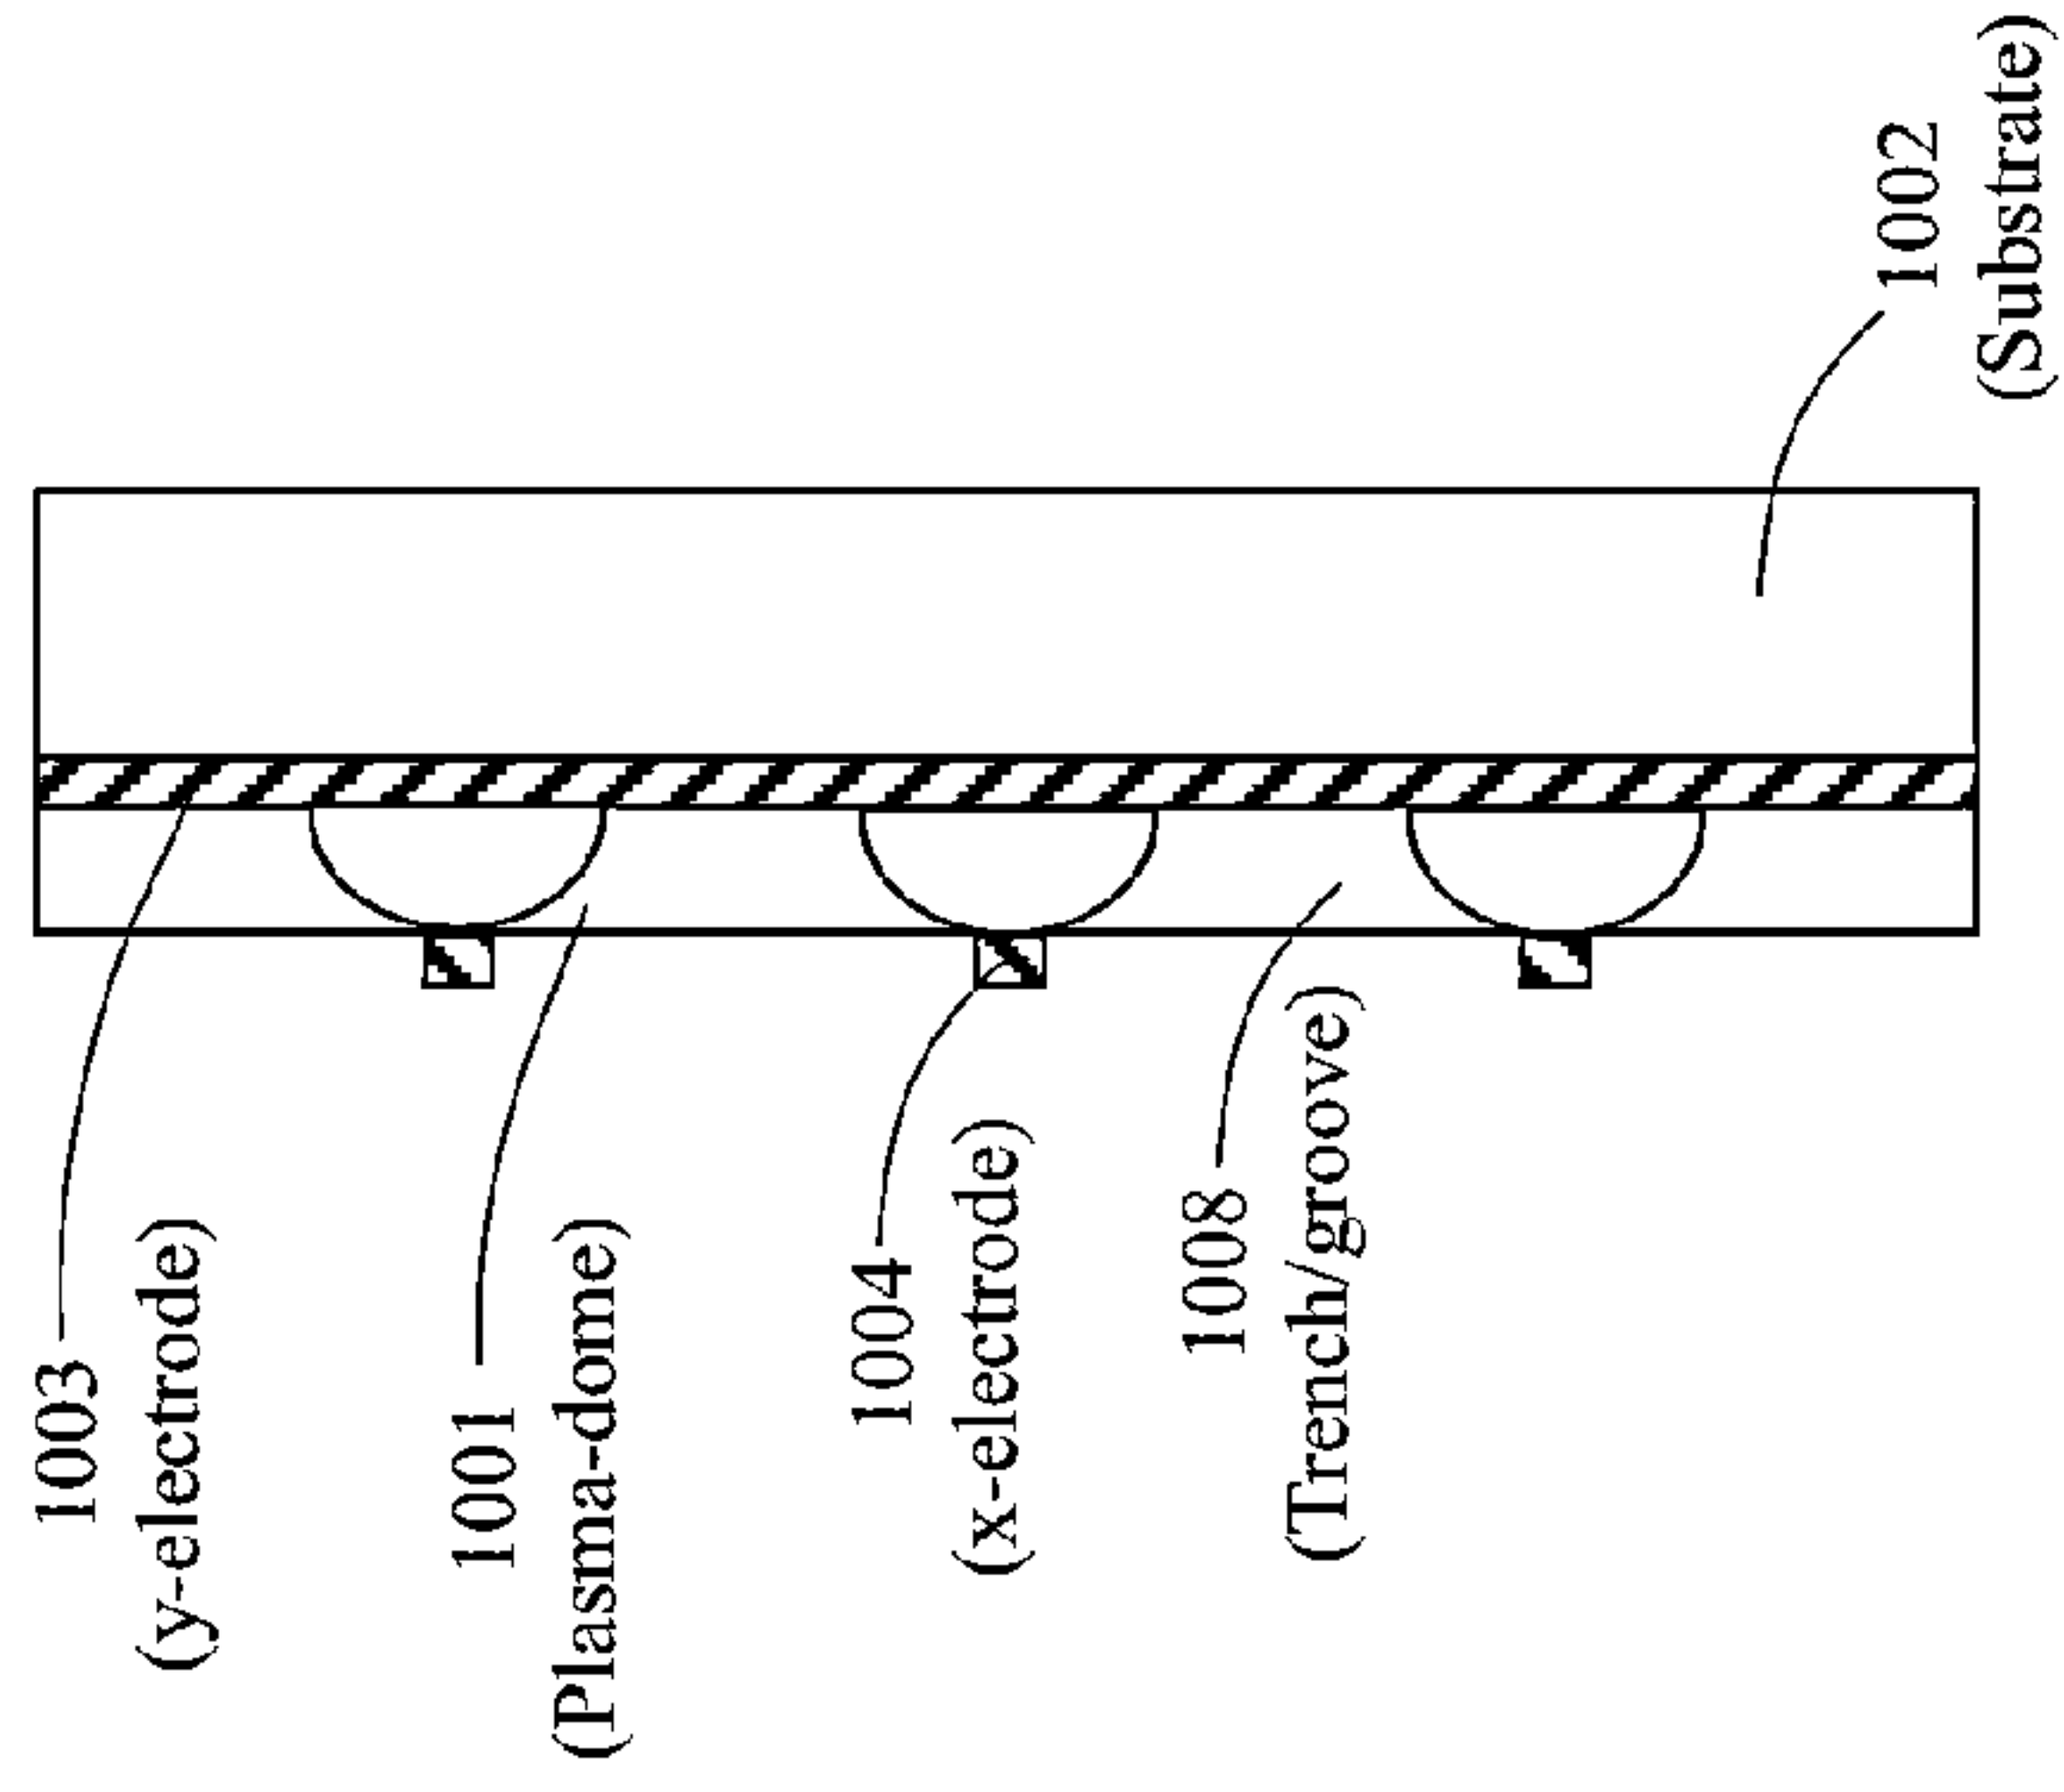 1003
(y-electrode)
1001
(Plasma-dome)
1004
(x-electrode)
1008
(Trench/groove)
1002
(Substrate)